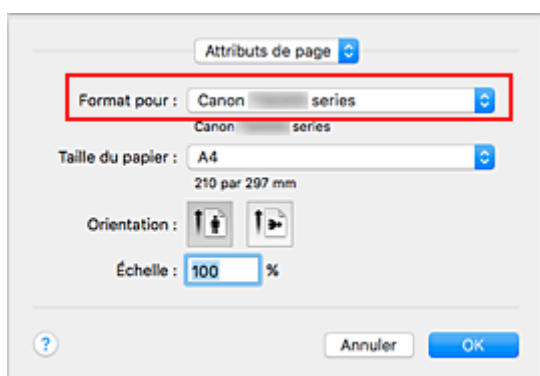 Attributs de page
Format pour : Canon series
Canon series
Taille du papier : A4
210 par 297 mm
Orientation :
Échelle : 100 %
?
Annuler OK